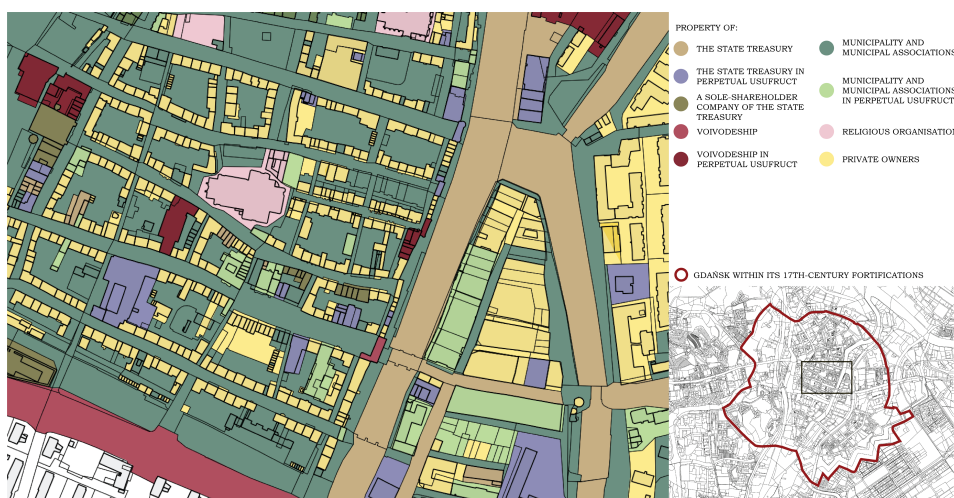 PROPERTY OF:
THE STATE TREASURY
THE STATE TREASURY IN
PERPETUAL USUFRUCT
A SOLE-SHAREHOLDER
COMPANY OF THE STATE
TREASURY
VOIVODESHIP
VOIVODESHIP IN
PERPETUAL USUFRUCT
MUNICIPALITY AND
MUNICIPAL ASSOCIATIONS
MUNICIPALITY AND
MUNICIPAL ASSOCIATIONS
IN PERPETUAL USUFRUCT
RELIGIOUS ORGANISATION
PRIVATE OWNERS
GDAŃSK WITHIN ITS 17TH-CENTURY FORTIFICATIONS